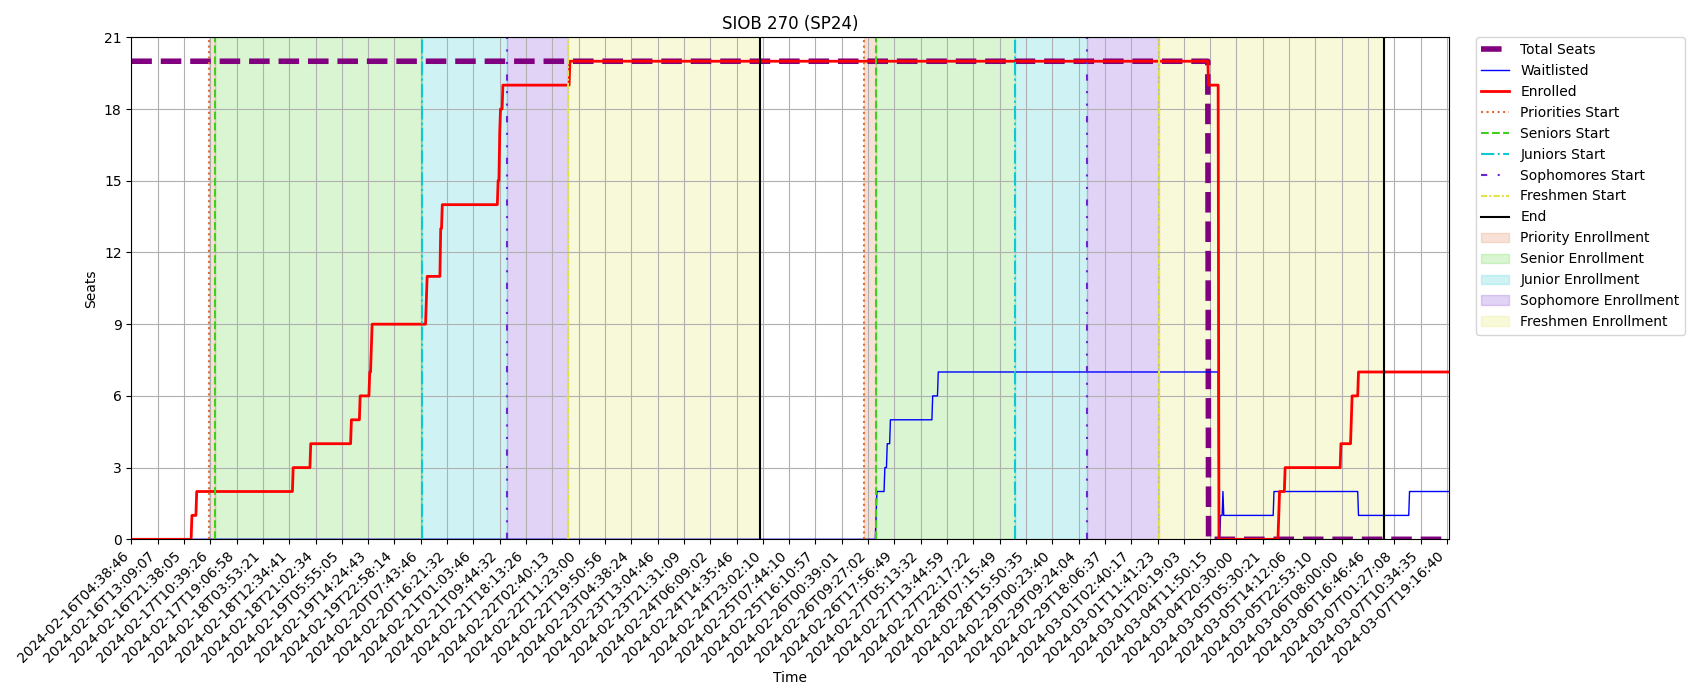 SIOB 270 (SP24)
21
18
15
12
9
6
3
0
Seats
2024-02-16T04:38:46
2024-02-16T13:09:07
2024-02-16T21:38:05
2024-02-17T10:39:26
2024-02-17T19:06:58
2024-02-18T03:53:21
2024-02-18T12:34:41
2024-02-18T21:02:34
2024-02-19T05:55:05
2024-02-19T14:24:43
2024-02-19T22:58:14
2024-02-20T07:43:46
2024-02-20T16:21:32
2024-02-21T01:03:46
2024-02-21T09:44:32
2024-02-21T18:13:26
2024-02-22T02:40:13
2024-02-22T11:23:00
2024-02-22T19:50:56
2024-02-23T04:38:24
2024-02-23T13:04:46
2024-02-23T21:31:09
2024-02-24T06:09:02
2024-02-24T14:35:46
2024-02-24T23:02:10
2024-02-25T07:44:10
2024-02-25T16:10:57
2024-02-26T00:39:01
2024-02-26T09:27:02
2024-02-26T17:56:49
2024-02-27T05:13:32
2024-02-27T13:44:59
2024-02-27T22:17:22
2024-02-28T07:15:49
2024-02-28T15:50:35
2024-02-29T00:23:40
2024-02-29T09:24:04
2024-02-29T18:06:37
2024-03-01T02:40:17
2024-03-01T11:41:23
2024-03-01T20:19:03
2024-03-04T11:50:15
2024-03-04T20:30:00
2024-03-05T05:30:21
2024-03-05T14:12:06
2024-03-05T22:53:10
2024-03-06T08:00:00
2024-03-06T16:46:46
2024-03-07T01:27:08
2024-03-07T10:34:35
2024-03-07T19:16:40
Time
Total Seats
Waitlisted
Enrolled
Priorities Start
Seniors Start
Juniors Start
Sophomores Start
Freshmen Start
End
Priority Enrollment
Senior Enrollment
Junior Enrollment
Sophomore Enrollment
Freshmen Enrollment